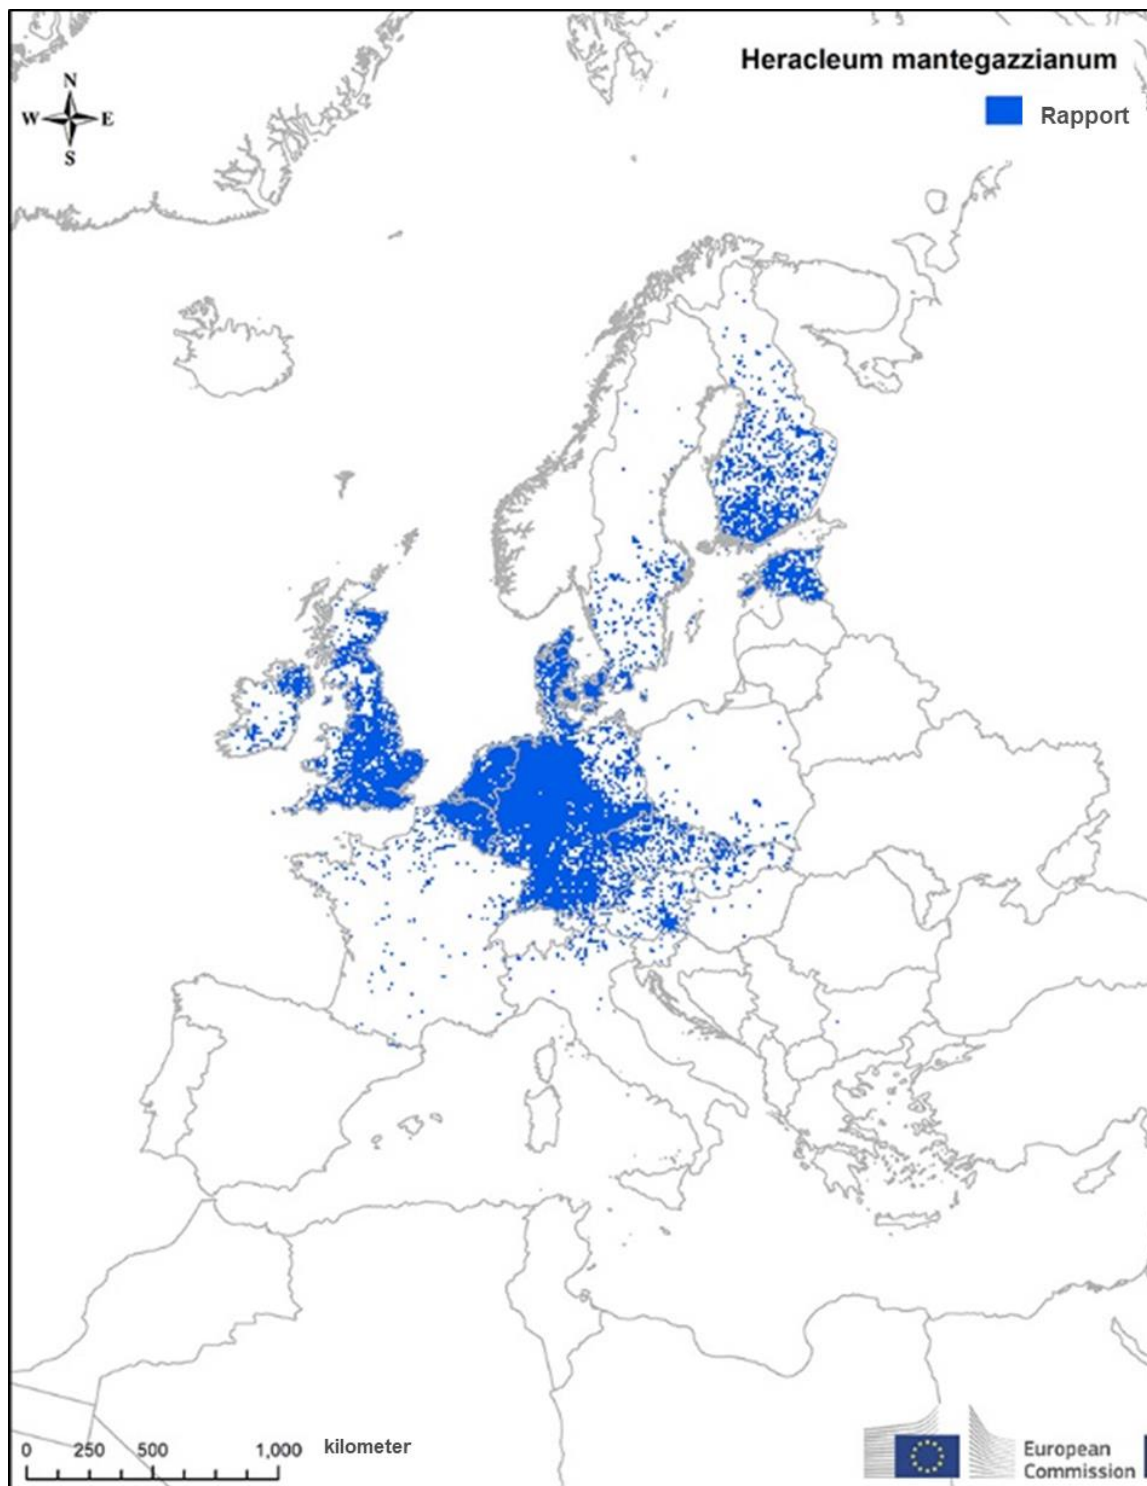 Heracleum mantegazzianum
Rapport
N
W E
S
0 250 500 1,000 kilometer
European
Commission